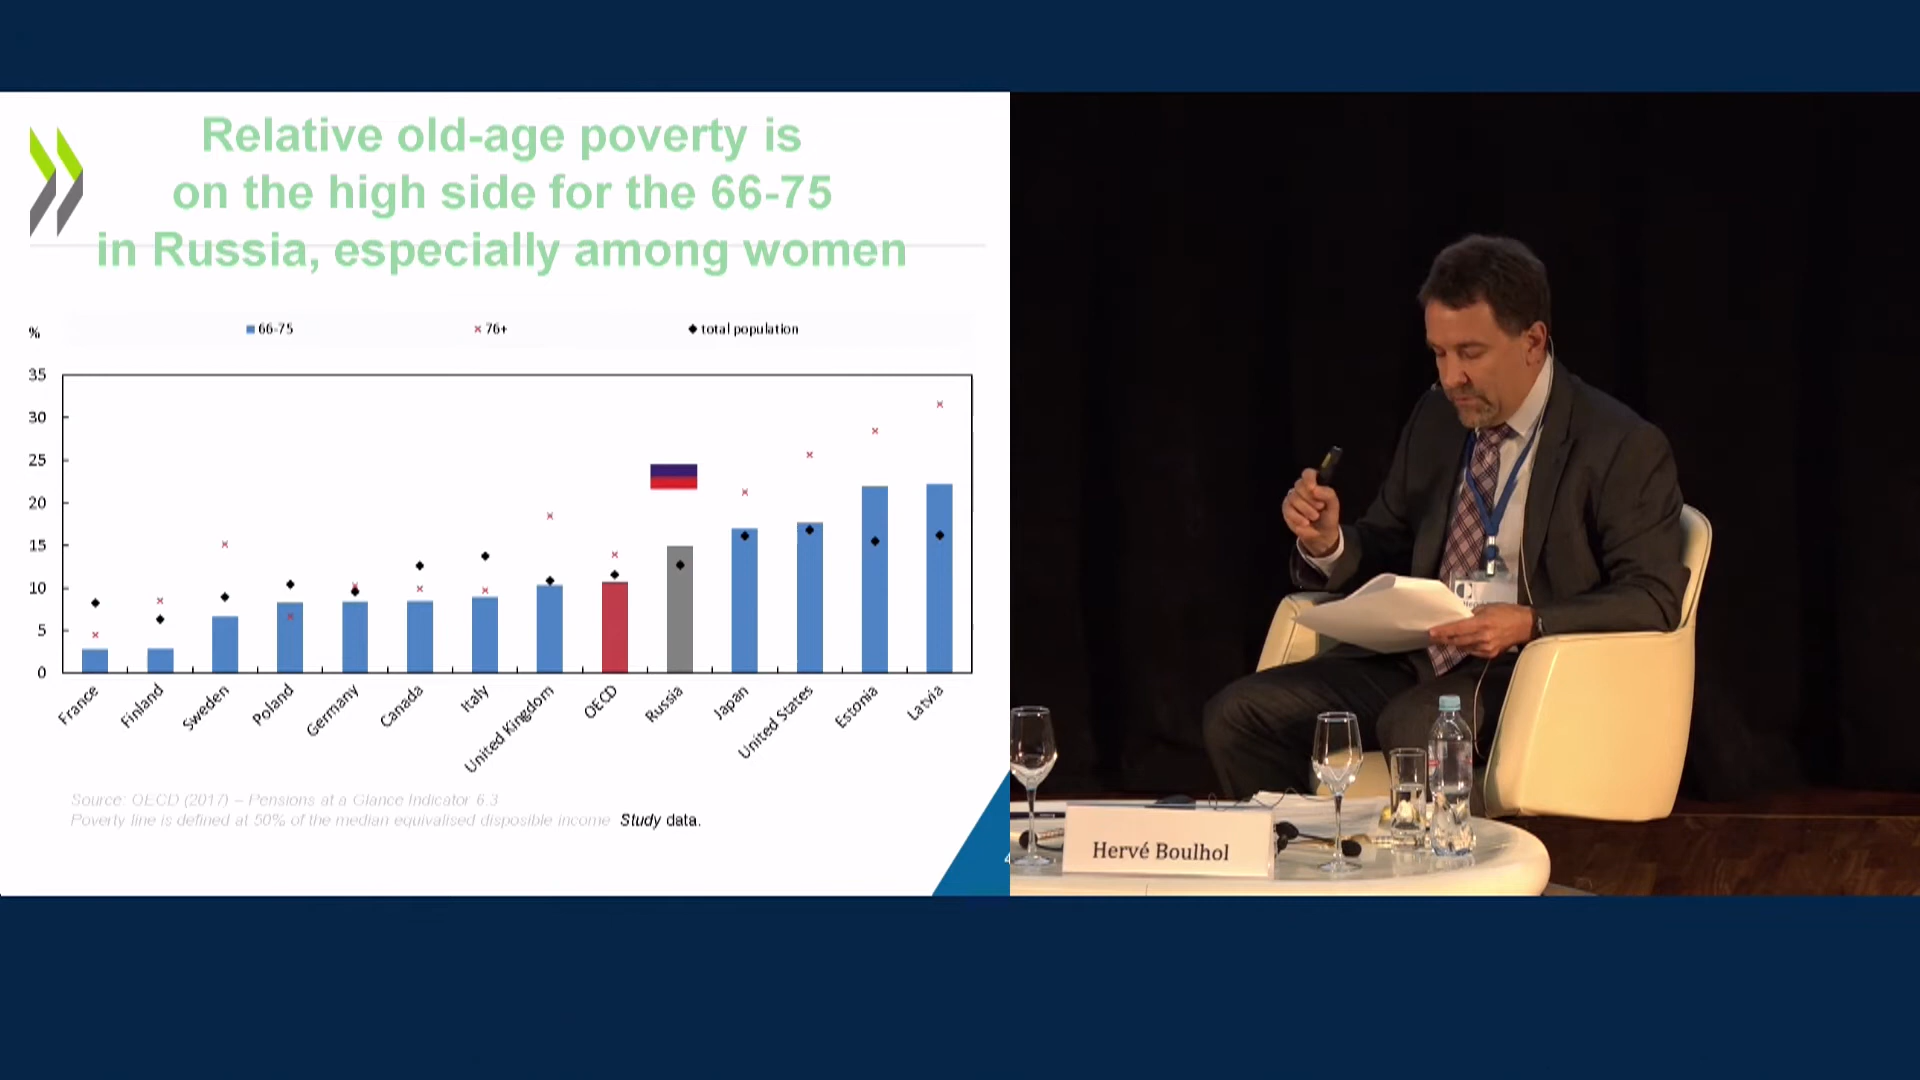 Relative old-age poverty is
on the high side for the 66-75
in Russia, especially among women
%
66-75
76+
total population
35
30
25
20
15
10
5
0
France
Finland
Sweden
Poland
Germany
Canada
Italy
United Kingdom
OECD
Russia
Japan
United States
Estonia
Latvia
Source: OECD (2017) – Pensions at a Glance Indicator 6.3
Poverty line is defined at 50% of the median equivalised disposible income Study data.
Hervé Boulhol